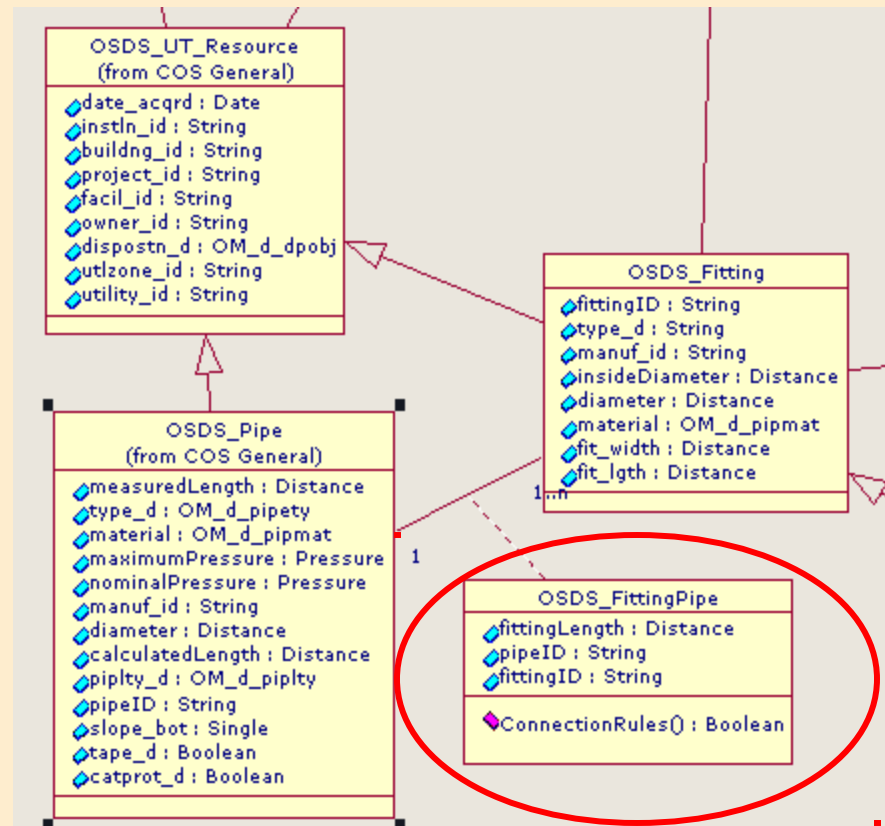 OSDS_UT_Resource
(from COS General)
date_acqrd : Date
instln_id : String
buildng_id : String
project_id : String
facil_id : String
owner_id : String
dispostn_d : OM_d_dpobj
utlzone_id : String
utility_id : String
OSDS_Fitting
fittingID : String
type_d : String
manuf_id : String
insideDiameter : Distance
diameter : Distance
material : OM_d_pipmat
fit_width : Distance
fit_lgth : Distance
1..n
1
OSDS_Pipe
(from COS General)
measuredLength : Distance
type_d : OM_d_pipety
material : OM_d_pipmat
maximumPressure : Pressure
nominalPressure : Pressure
manuf_id : String
diameter : Distance
calculatedLength : Distance
piplty_d : OM_d_piplty
pipeID : String
slope_bot : Single
tape_d : Boolean
catprot_d : Boolean
OSDS_FittingPipe
fittingLength : Distance
pipeID : String
fittingID : String
ConnectionRules() : Boolean